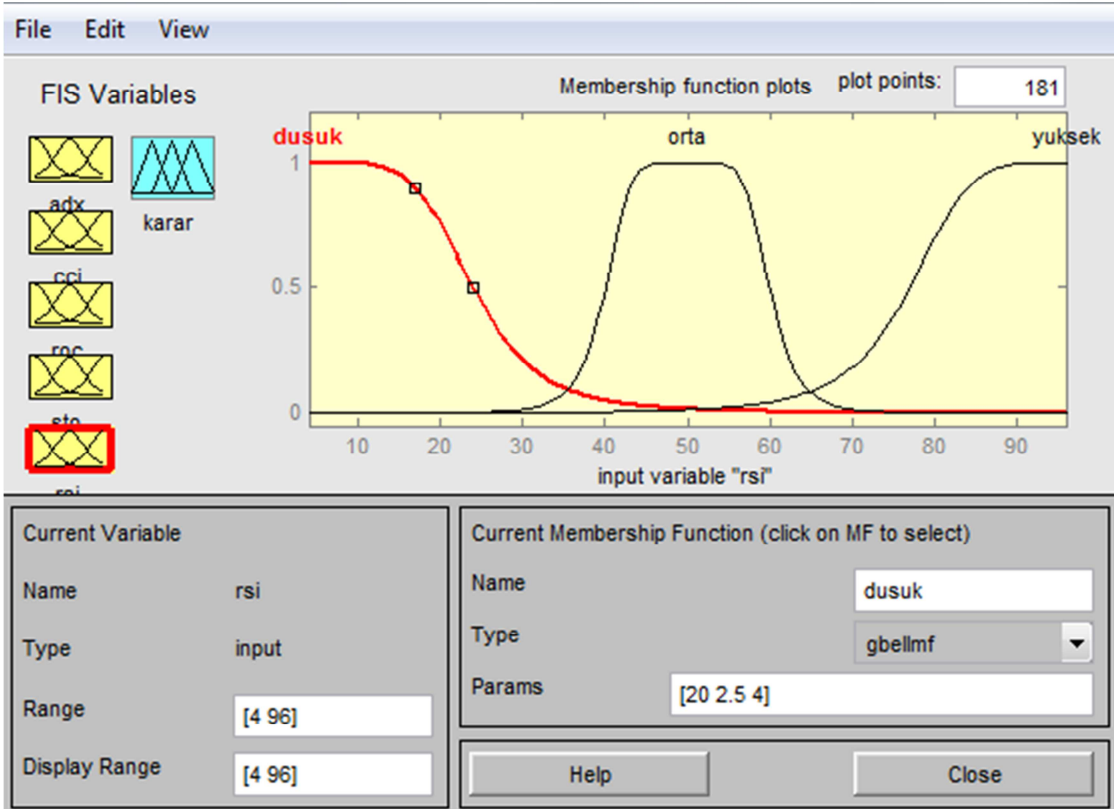 File Edit View
FIS Variables
Membership function plots plot points: 181
dusuk orta yuksek
adx
karar
cci
roc
sto
rsi
1
0.5
0
10 20 30 40 50 60 70 80 90
input variable "rsi"
Current Variable
Name rsi
Type input
Range [4 96]
Display Range [4 96]
Current Membership Function (click on MF to select)
Name dusuk
Type gbellmf
Params [20 2.5 4]
Help Close